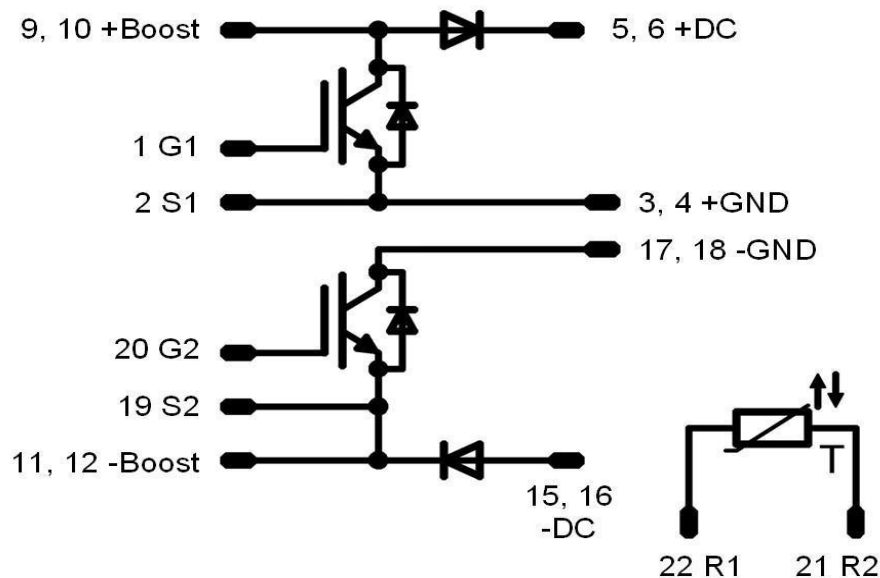 9, 10 +Boost
5, 6 +DC
1 G1
2 S1
3, 4 +GND
17, 18 -GND
20 G2
19 S2
11, 12 -Boost
15, 16
-DC
T
22 R1
21 R2